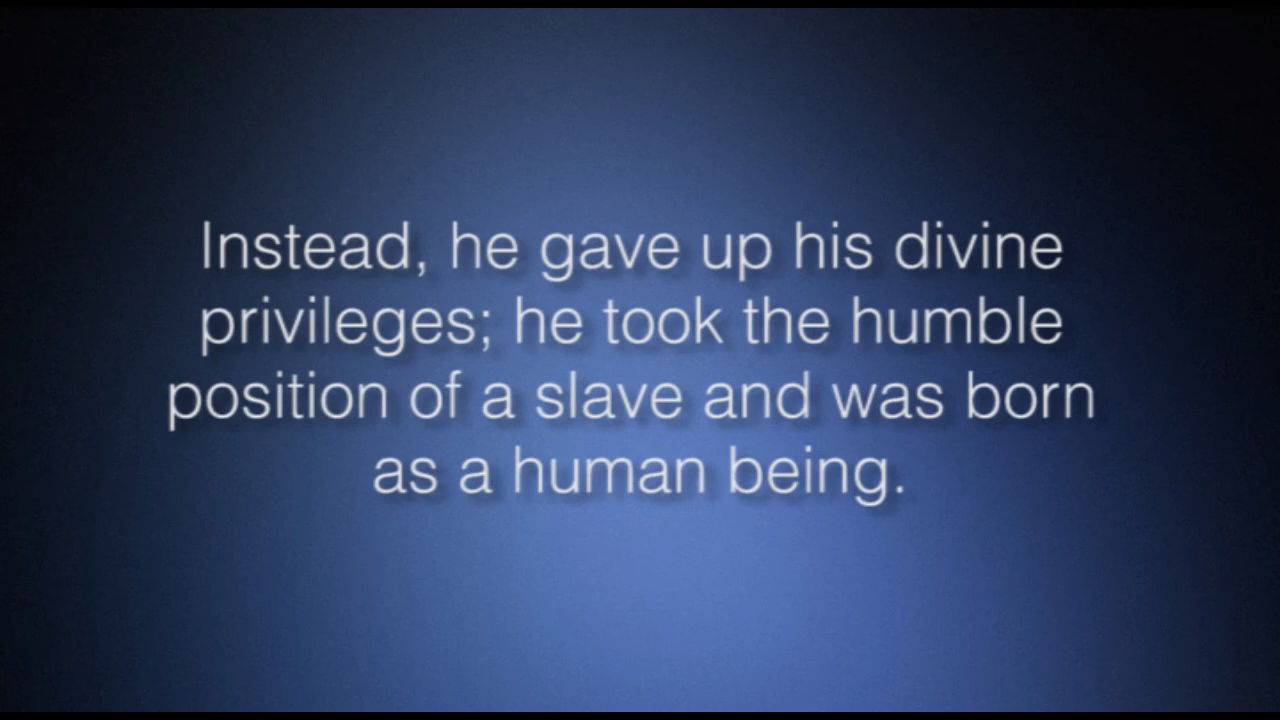 Instead, he gave up his divine
privileges; he took the humble
position of a slave and was born
as a human being.